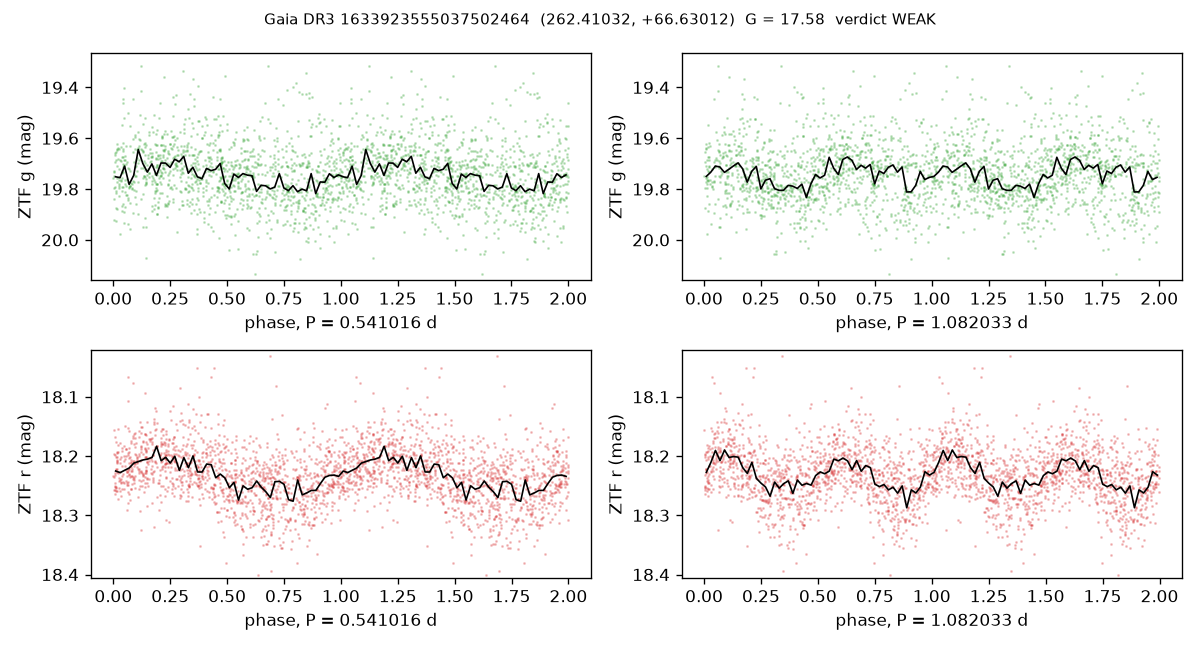 Gaia DR3 1633923555037502464 (262.41032, +66.63012) G = 17.58 verdict WEAK
ZTF g (mag)
19.4
19.6
19.8
20.0
0.00 0.25 0.50 0.75 1.00 1.25 1.50 1.75 2.00
phase, P = 0.541016 d
ZTF g (mag)
19.4
19.6
19.8
20.0
0.00 0.25 0.50 0.75 1.00 1.25 1.50 1.75 2.00
phase, P = 1.082033 d
ZTF r (mag)
18.1
18.2
18.3
18.4
0.00 0.25 0.50 0.75 1.00 1.25 1.50 1.75 2.00
phase, P = 0.541016 d
ZTF r (mag)
18.1
18.2
18.3
18.4
0.00 0.25 0.50 0.75 1.00 1.25 1.50 1.75 2.00
phase, P = 1.082033 d